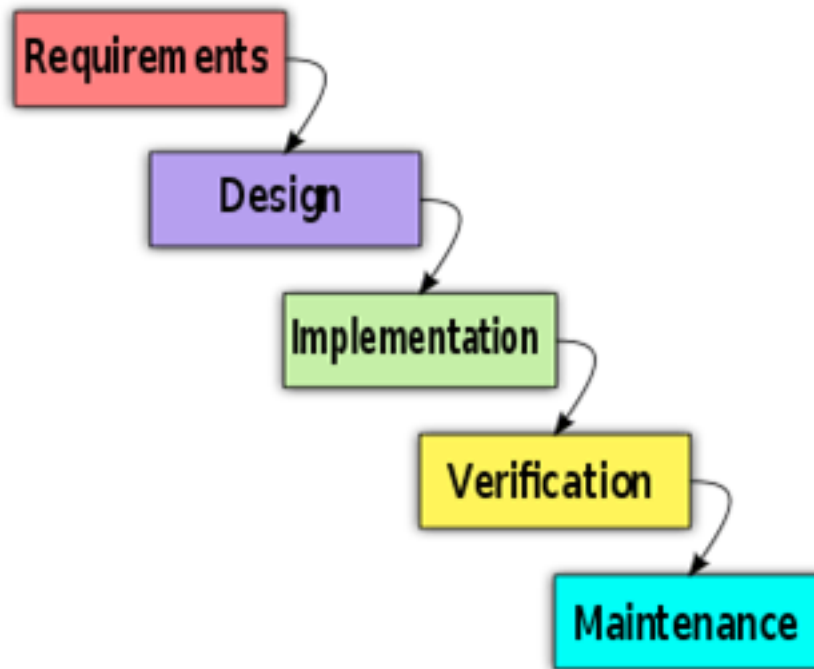 Requirements
Design
Implementation
Verification
Maintenance